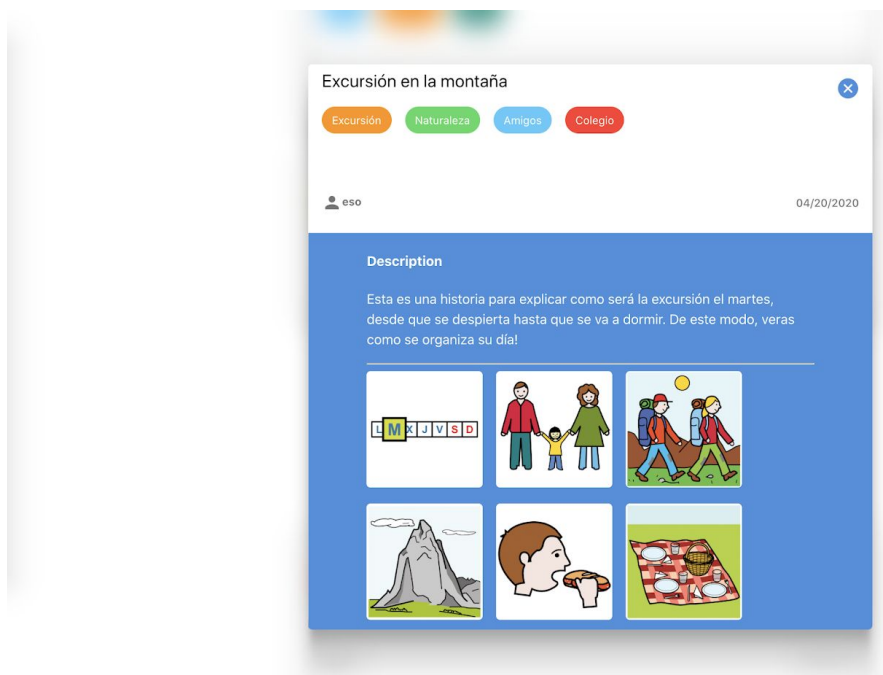 Excursión en la montaña
Excursión Naturaleza Amigos Colegio
eso 04/20/2020
Description
Esta es una historia para explicar como será la excursión el martes,
desde que se despierta hasta que se va a dormir. De este modo, veras
como se organiza su día!
L M X J V S D